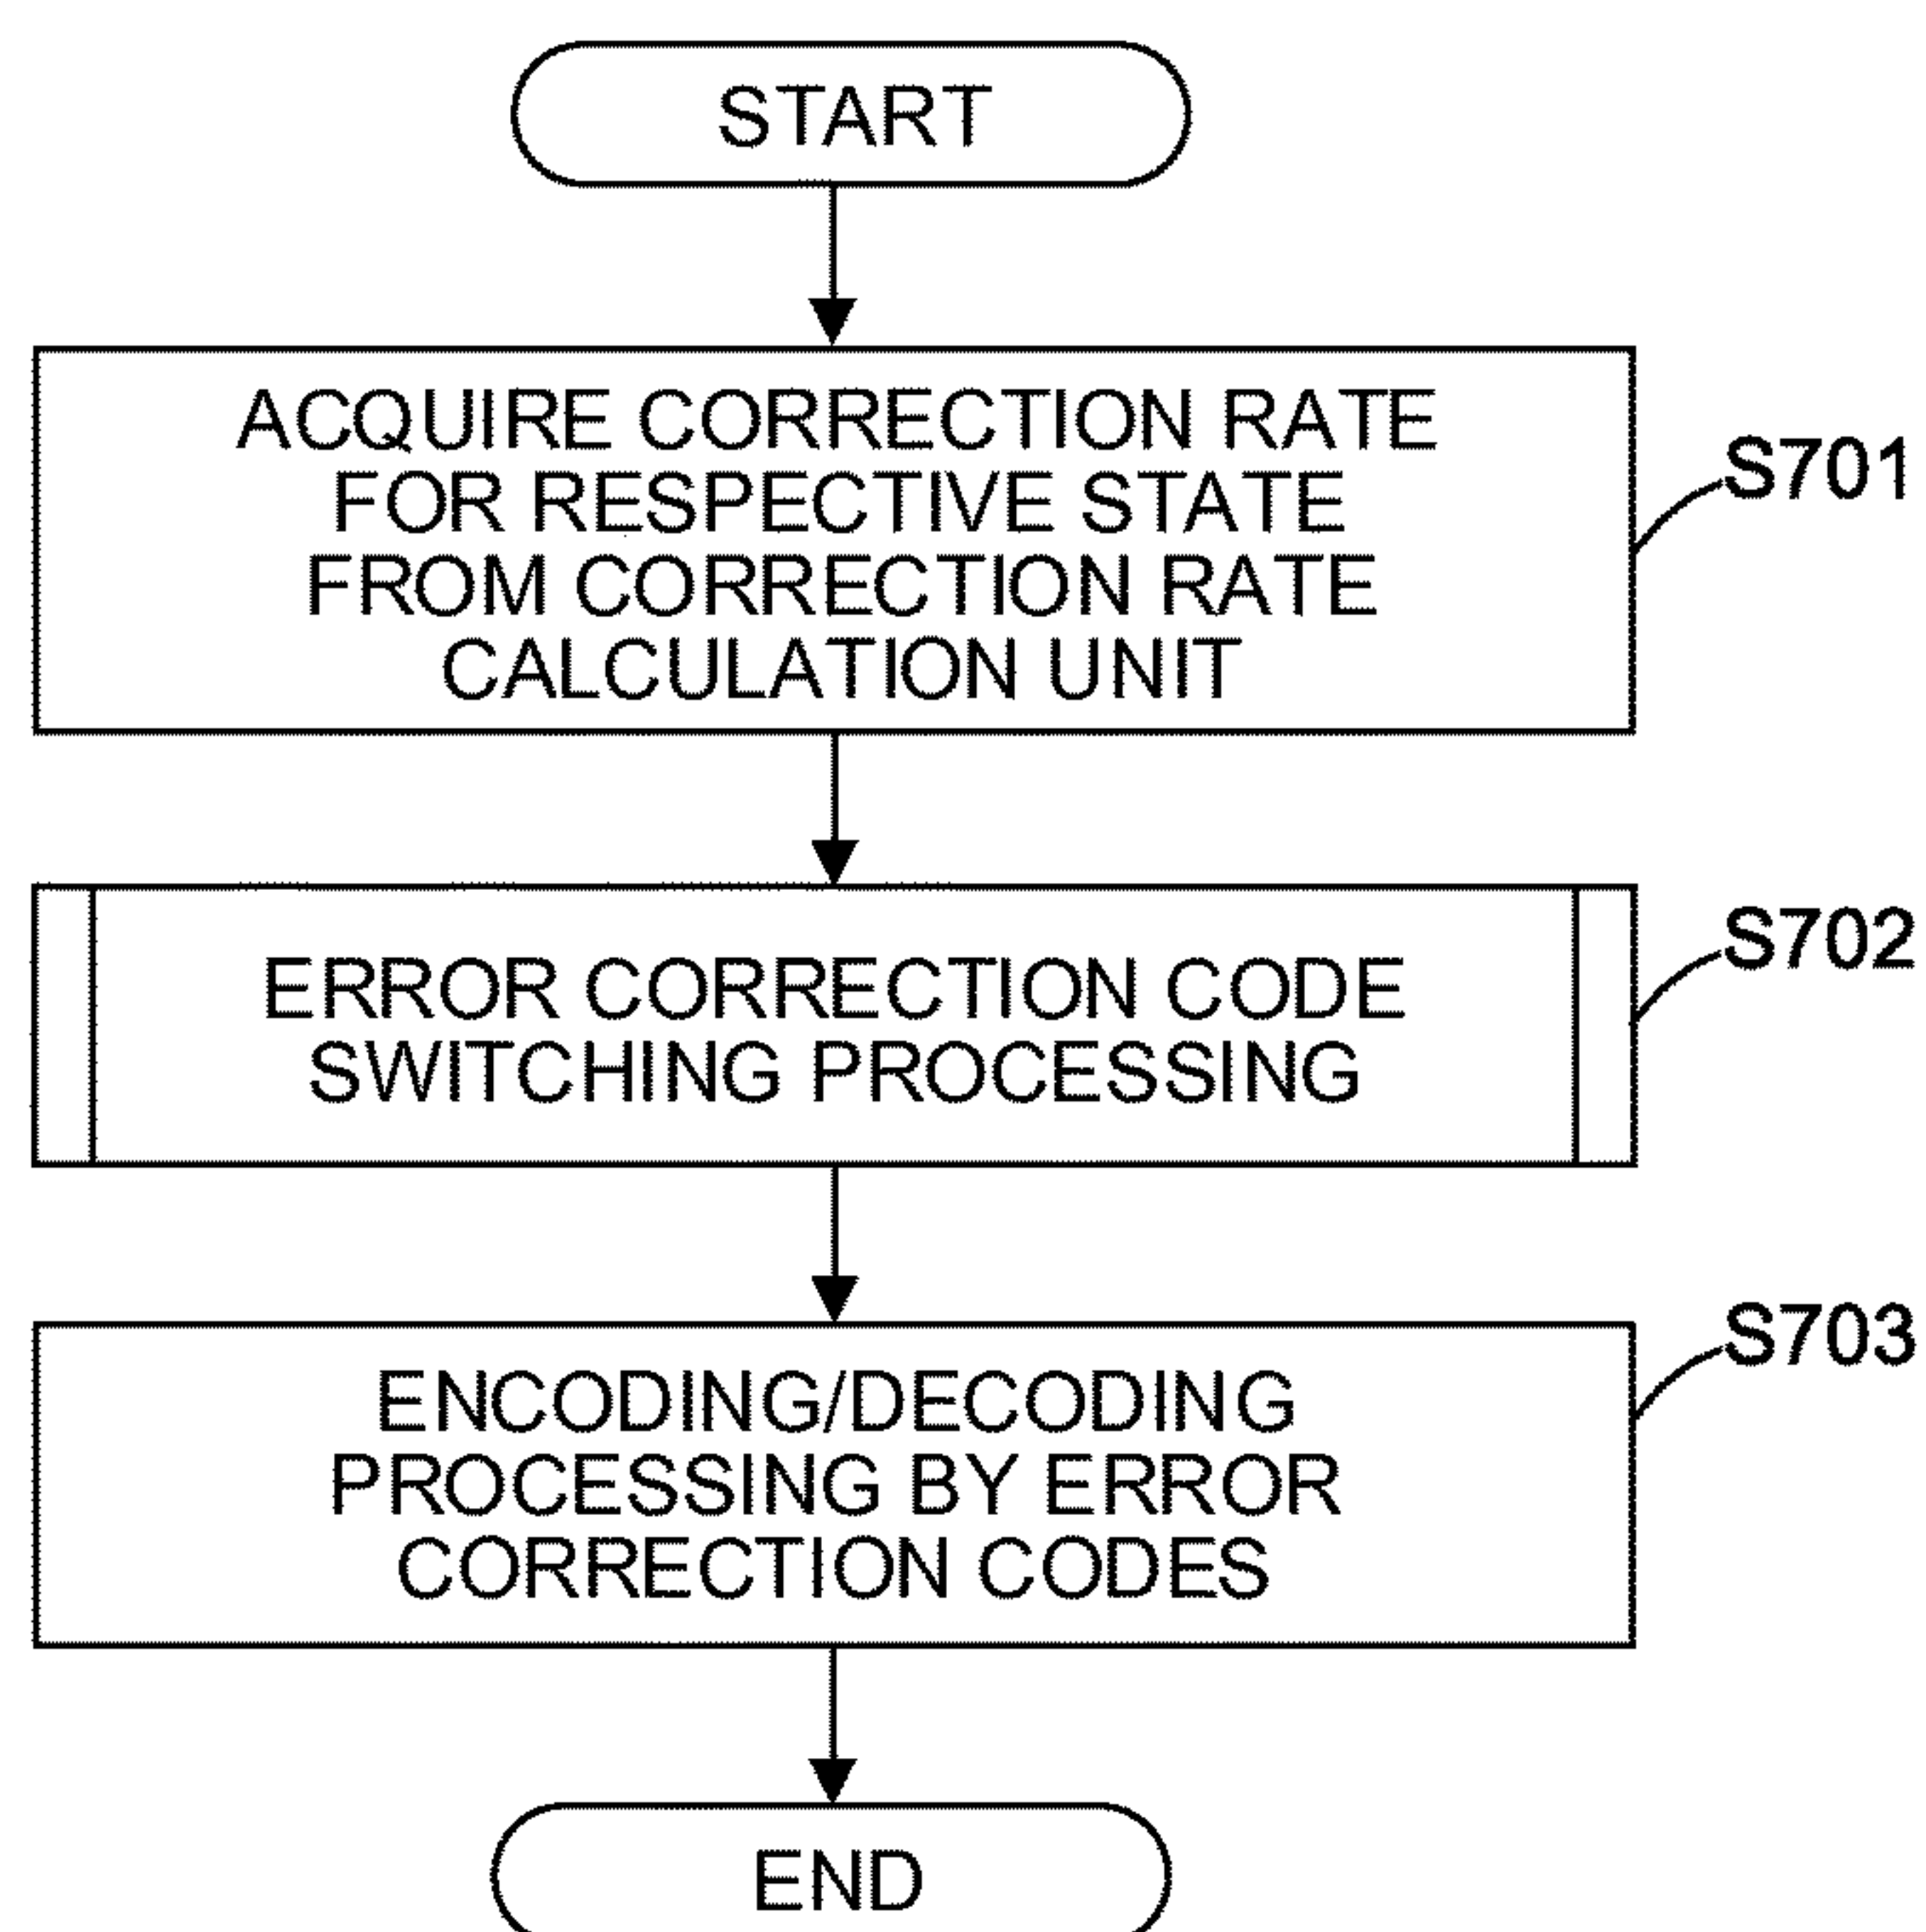 START
ACQUIRE CORRECTION RATE
FOR RESPECTIVE STATE
FROM CORRECTION RATE
CALCULATION UNIT
S701
ERROR CORRECTION CODE
SWITCHING PROCESSING
S702
ENCODING/DECODING
PROCESSING BY ERROR
CORRECTION CODES
S703
END